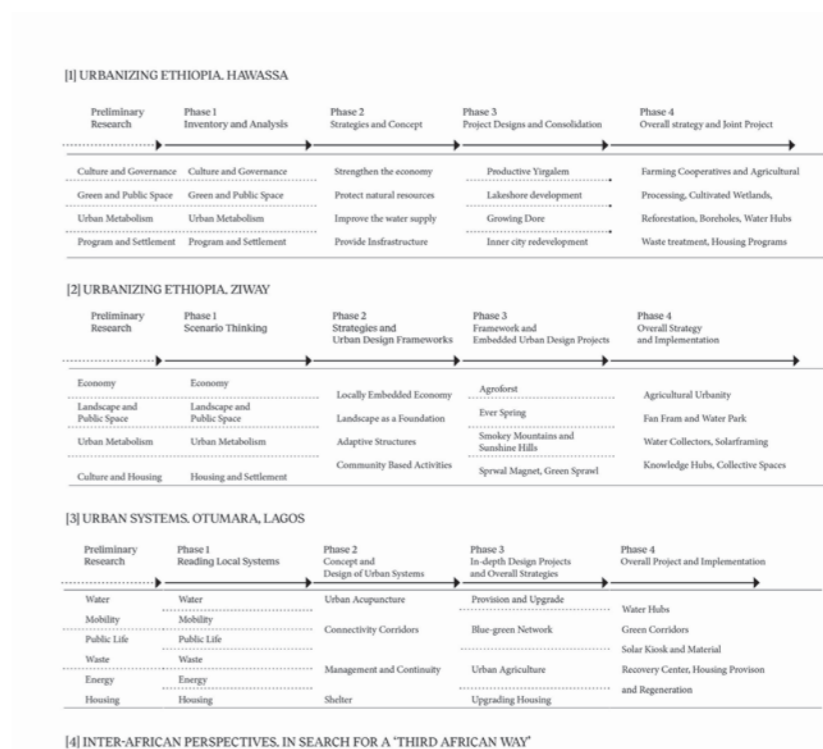 [1] URBANIZING ETHIOPIA. HAWASSA
Preliminary Research
Phase 1 Inventory and Analysis
Phase 2 Strategies and Concept
Phase 3 Project Designs and Consolidation
Phase 4 Overall strategy and Joint Project
Culture and Governance Culture and Governance Strengthen the economy Productive Yirgalem Farming Cooperatives and Agricultural
Green and Public Space Green and Public Space Protect natural resources Lakeshore development Processing, Cultivated Wetlands,
Urban Metabolism Urban Metabolism Improve the water supply Growing Dore Reforestation, Boreholes, Water Hubs
Program and Settlement Program and Settlement Provide Insfrastructure Inner city redevelopment Waste treatment, Housing Programs
[2] URBANIZING ETHIOPIA. ZIWAY
Preliminary Research
Phase 1 Scenario Thinking
Phase 2 Strategies and Urban Design Frameworks
Phase 3 Framework and Embedded Urban Design Projects
Phase 4 Overall Strategy and Implementation
Economy
Landscape and Public Space
Urban Metabolism
Culture and Housing
Economy
Landscape and Public Space
Urban Metabolism
Housing and Settlement
Locally Embedded Economy
Landscape as a Foundation
Adaptive Structures
Community Based Activities
Agroforst
Ever Spring
Smokey Mountains and Sunshine Hills
Sprwal Magnet, Green Sprawl
Agricultural Urbanity
Fan Fram and Water Park
Water Collectors, Solarframing
Knowledge Hubs, Collective Spaces
[3] URBAN SYSTEMS. OTUMARA, LAGOS
Preliminary Research
Phase 1 Reading Local Systems
Phase 2 Concept and Design of Urban Systems
Phase 3 In-depth Design Projects and Overall Strategies
Phase 4 Overall Project and Implementation
Water
Mobility
Public Life
Waste
Energy
Housing
Water
Mobility
Public Life
Waste
Energy
Housing
Urban Acupuncture
Connectivity Corridors
Management and Continuity
Shelter
Provision and Upgrade
Blue-green Network
Urban Agriculture
Upgrading Housing
Water Hubs
Green Corridors
Solar Kiosk and Material
Recovery Center, Housing Provison
and Regeneration
[4] INTER-AFRICAN PERSPECTIVES. IN SEARCH FOR A 'THIRD AFRICAN WAY'